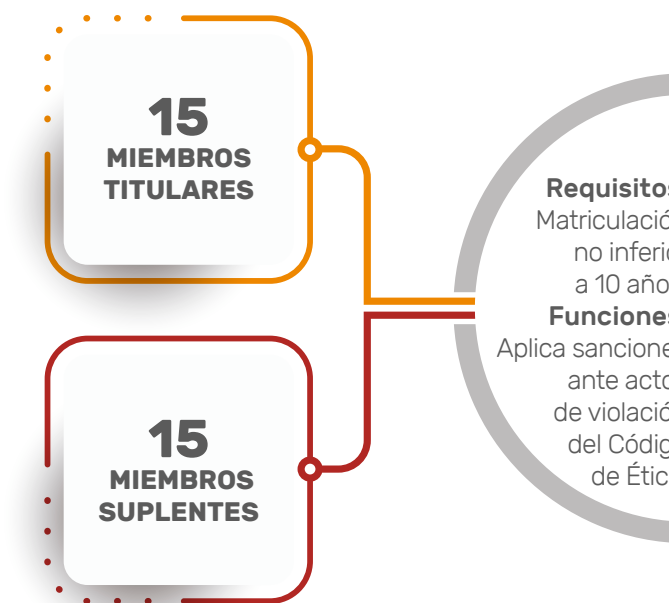 15
MIEMBROS
TITULARES
15
MIEMBROS
SUPLENTES
Requisitos
Matriculació
no inferio
a 10 año
Funciones
Aplica sancione
ante acto
de violació
del Códig
de Étic